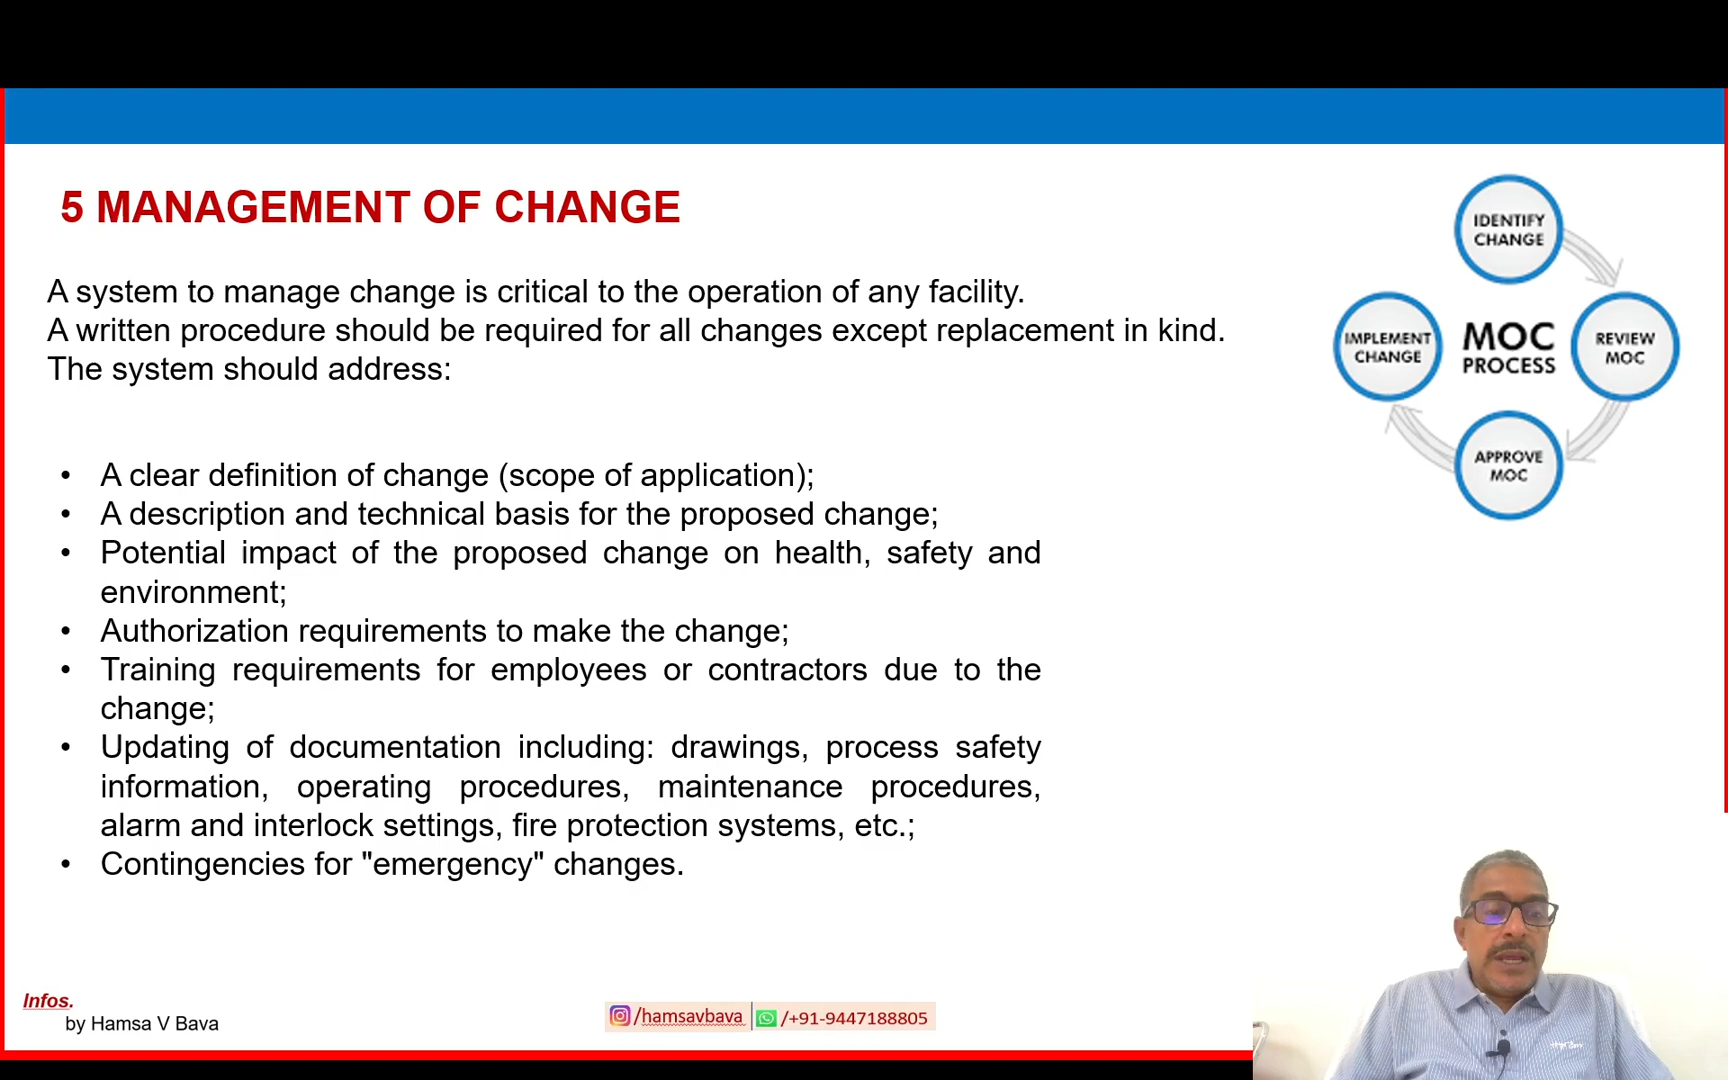 5 MANAGEMENT OF CHANGE
A system to manage change is critical to the operation of any facility.
A written procedure should be required for all changes except replacement in kind.
The system should address:
• A clear definition of change (scope of application);
• A description and technical basis for the proposed change;
• Potential impact of the proposed change on health, safety and
environment;
• Authorization requirements to make the change;
• Training requirements for employees or contractors due to the
change;
• Updating of documentation including: drawings, process safety
information, operating procedures, maintenance procedures,
alarm and interlock settings, fire protection systems, etc.;
• Contingencies for "emergency" changes.
IDENTIFY
CHANGE
REVIEW
MOC
APPROVE
MOC
IMPLEMENT
CHANGE
MOC
PROCESS
Infos.
by Hamsa V Bava
/hamsavbava
/+91-9447188805